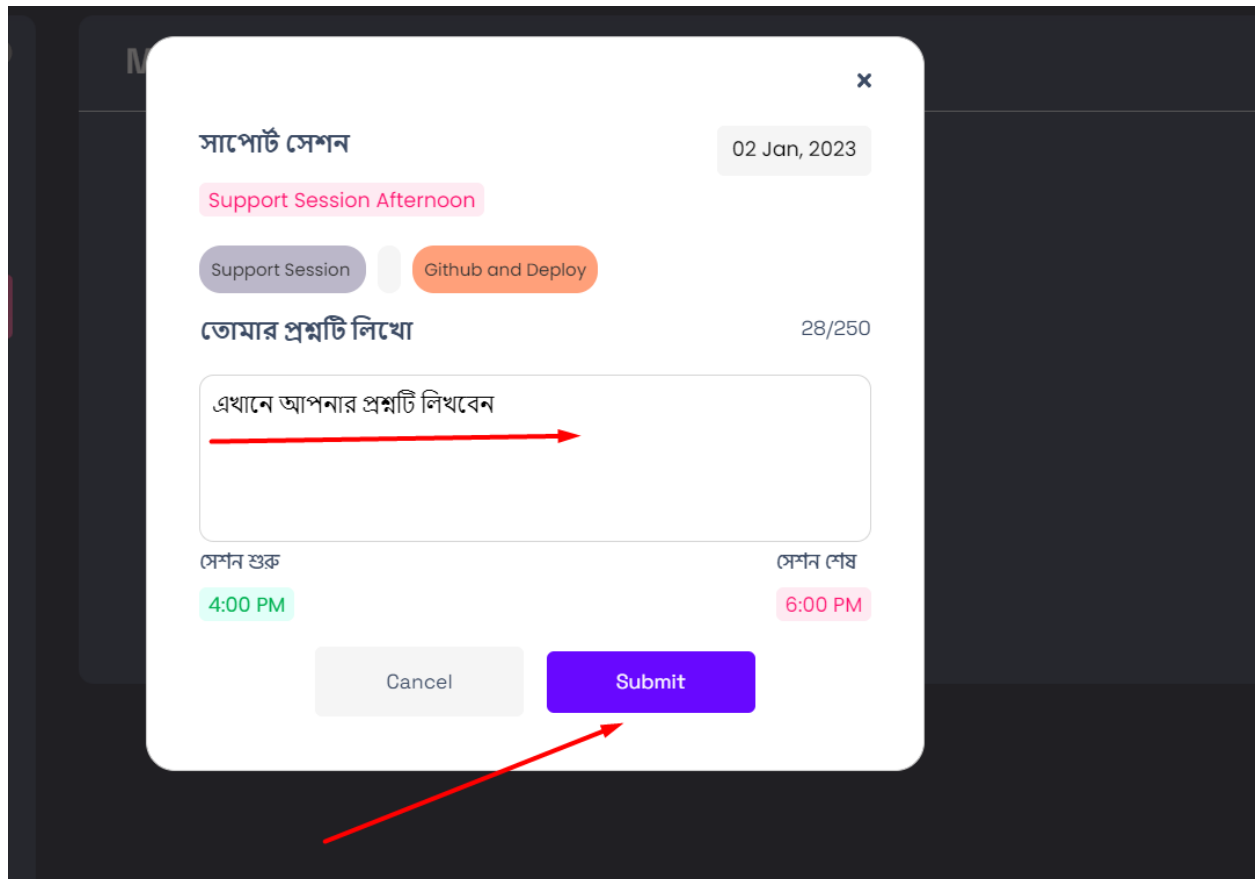 M
×
সাপোর্ট সেশন
02 Jan, 2023
Support Session Afternoon
Support Session Github and Deploy
তোমার প্রশ্নটি লিখো
28/250
এখানে আপনার প্রশ্নটি লিখবেন
সেশন শুরু
সেশন শেষ
4:00 PM
6:00 PM
Cancel
Submit